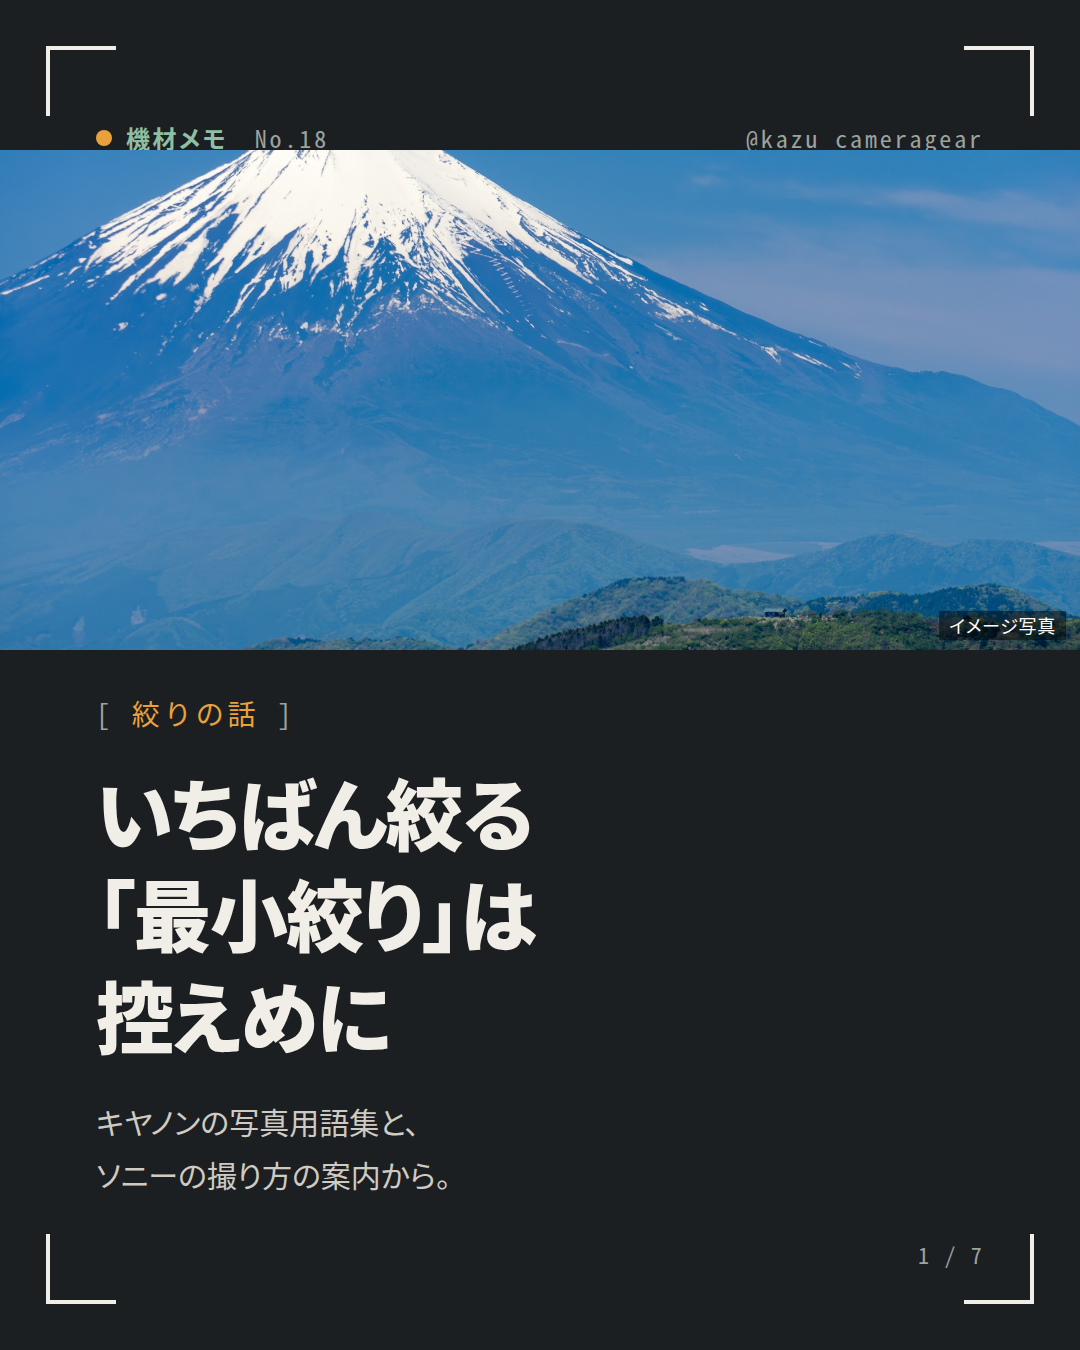 機材メモ No.18
@kazu cameragear
イメージ写真
[ 絞りの話 ]
いちばん絞る
「最小絞り」は
控えめに
キヤノンの写真用語集と、
ソニーの撮り方の案内から。
1 / 7